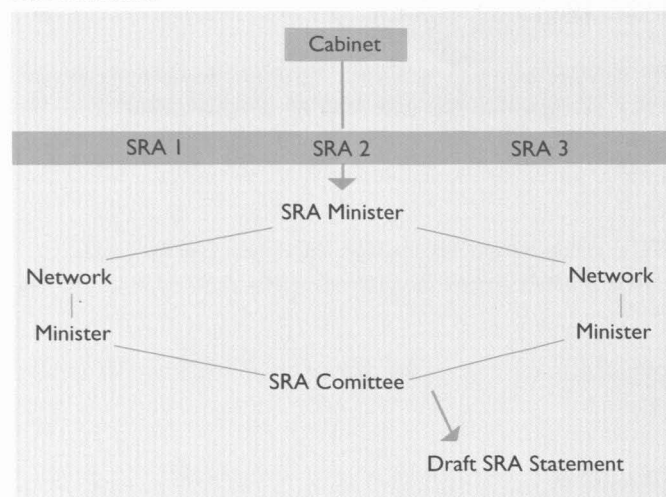 Cabinet
SRA 1 SRA 2 SRA 3
SRA Minister
Network Network
Minister Minister
SRA Comittee
Draft SRA Statement